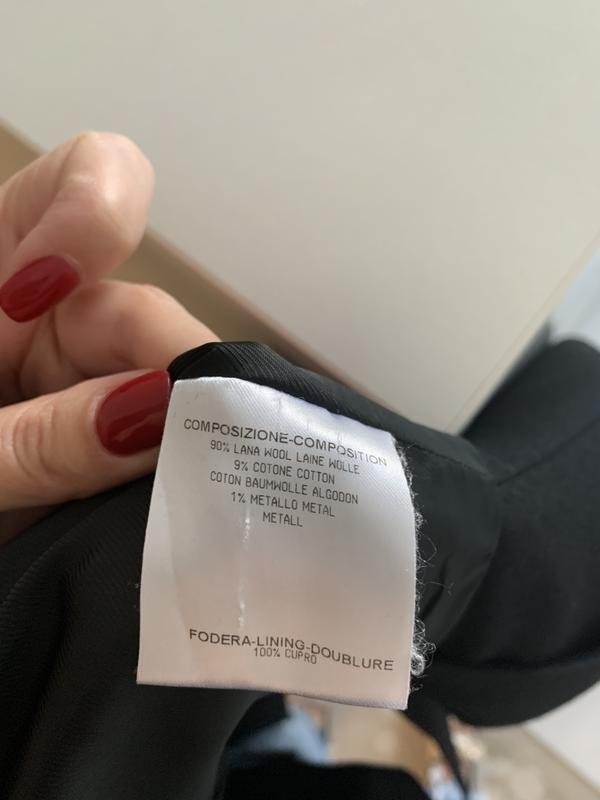 COMPOSIZIONE-COMPOSITION
90% LANA WOOL LAINE WOLLE
9% COTONE COTTON
COTON BAUMWOLLE ALGODON
1% METALLO METAL
METALL
FODERA-LINING-DOUBLURE
100% CUPRO